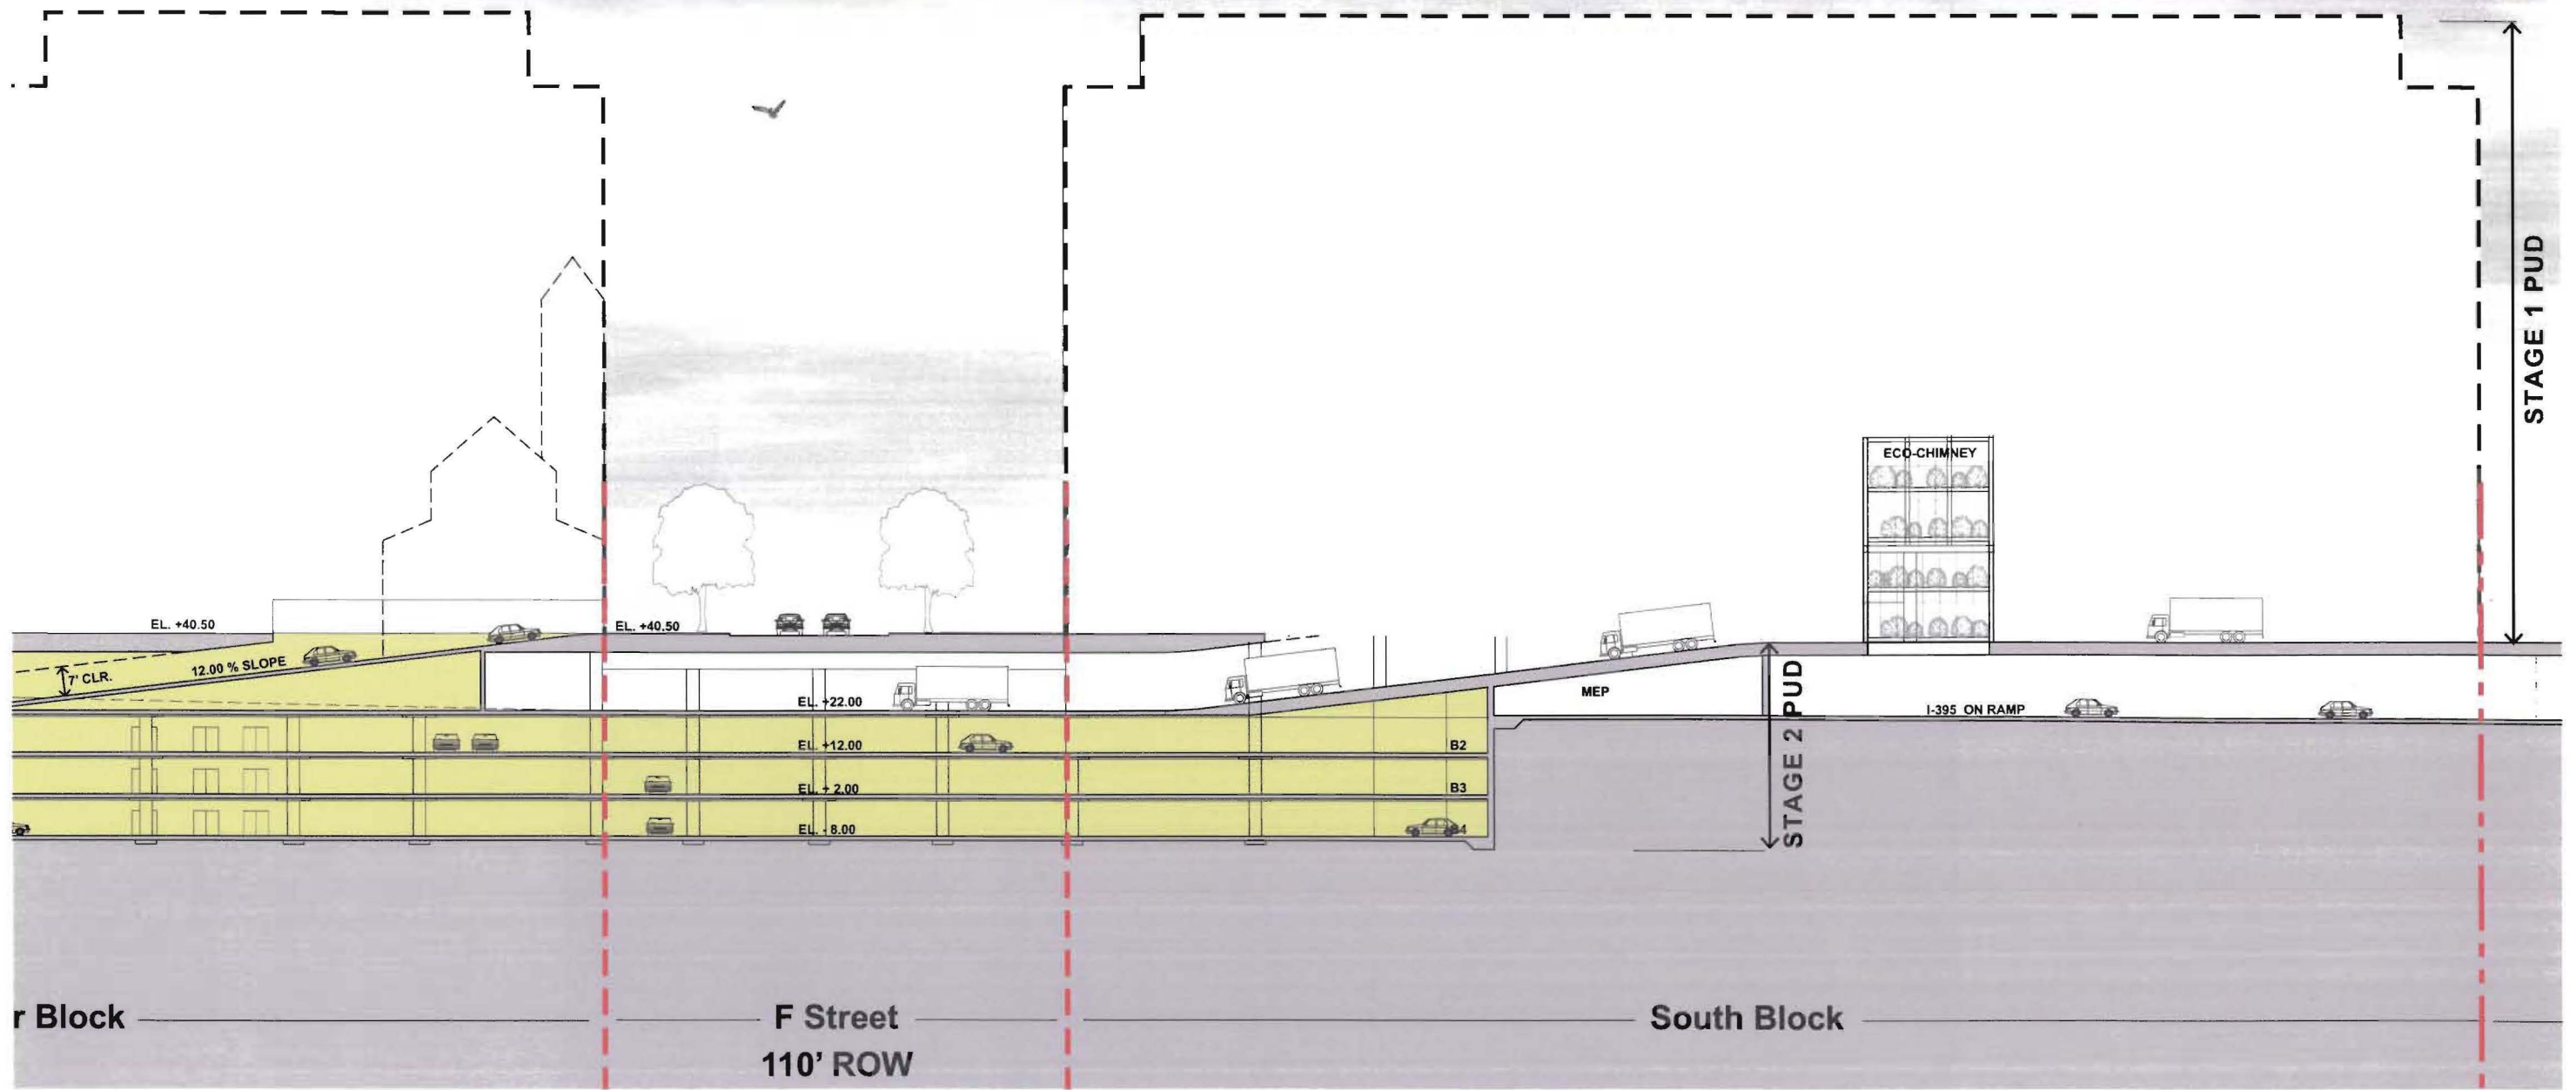 STAGE 1 PUD
ECO-CHIMNEY
EL. +40.50
EL. +40.50
7' CLR.
12.00 % SLOPE
EL. +22.00
MEP
STAGE 2 PUD
I-395 ON RAMP
EL. +12.00
B2
EL. + 2.00
B3
EL. - 8.00
r Block
F Street
South Block
110' ROW